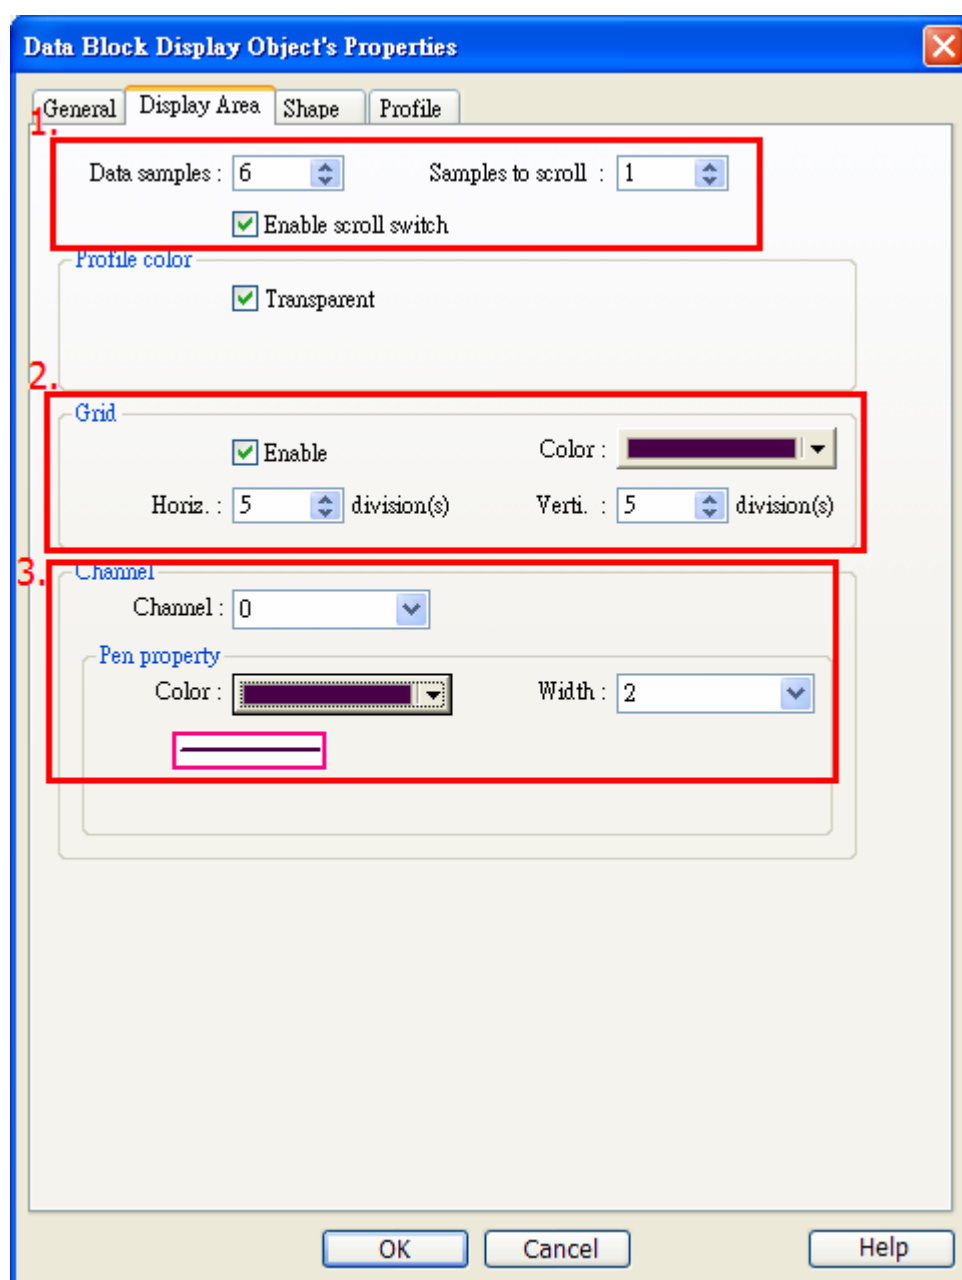 Data Block Display Object's Properties
General Display Area Shape Profile
1.
Data samples : 6 Samples to scroll : 1
Enable scroll switch
Profile color
Transparent
2.
Grid
Enable Color :
Horiz. : 5 division(s) Verti. : 5 division(s)
3.
Channel
Channel : 0
Pen property
Color : Width : 2
OK Cancel Help